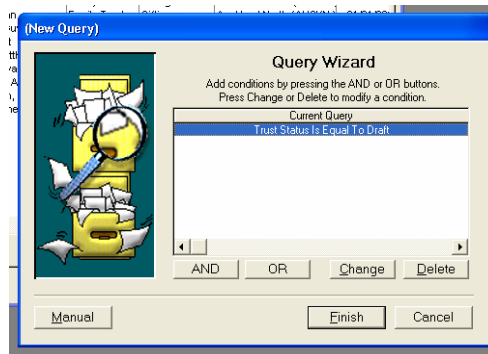 (New Query)
Query Wizard
Add conditions by pressing the AND or OR buttons.
Press Change or Delete to modify a condition.
Current Query
Trust Status Is Equal To Draft
AND OR Change Delete
Manual Finish Cancel